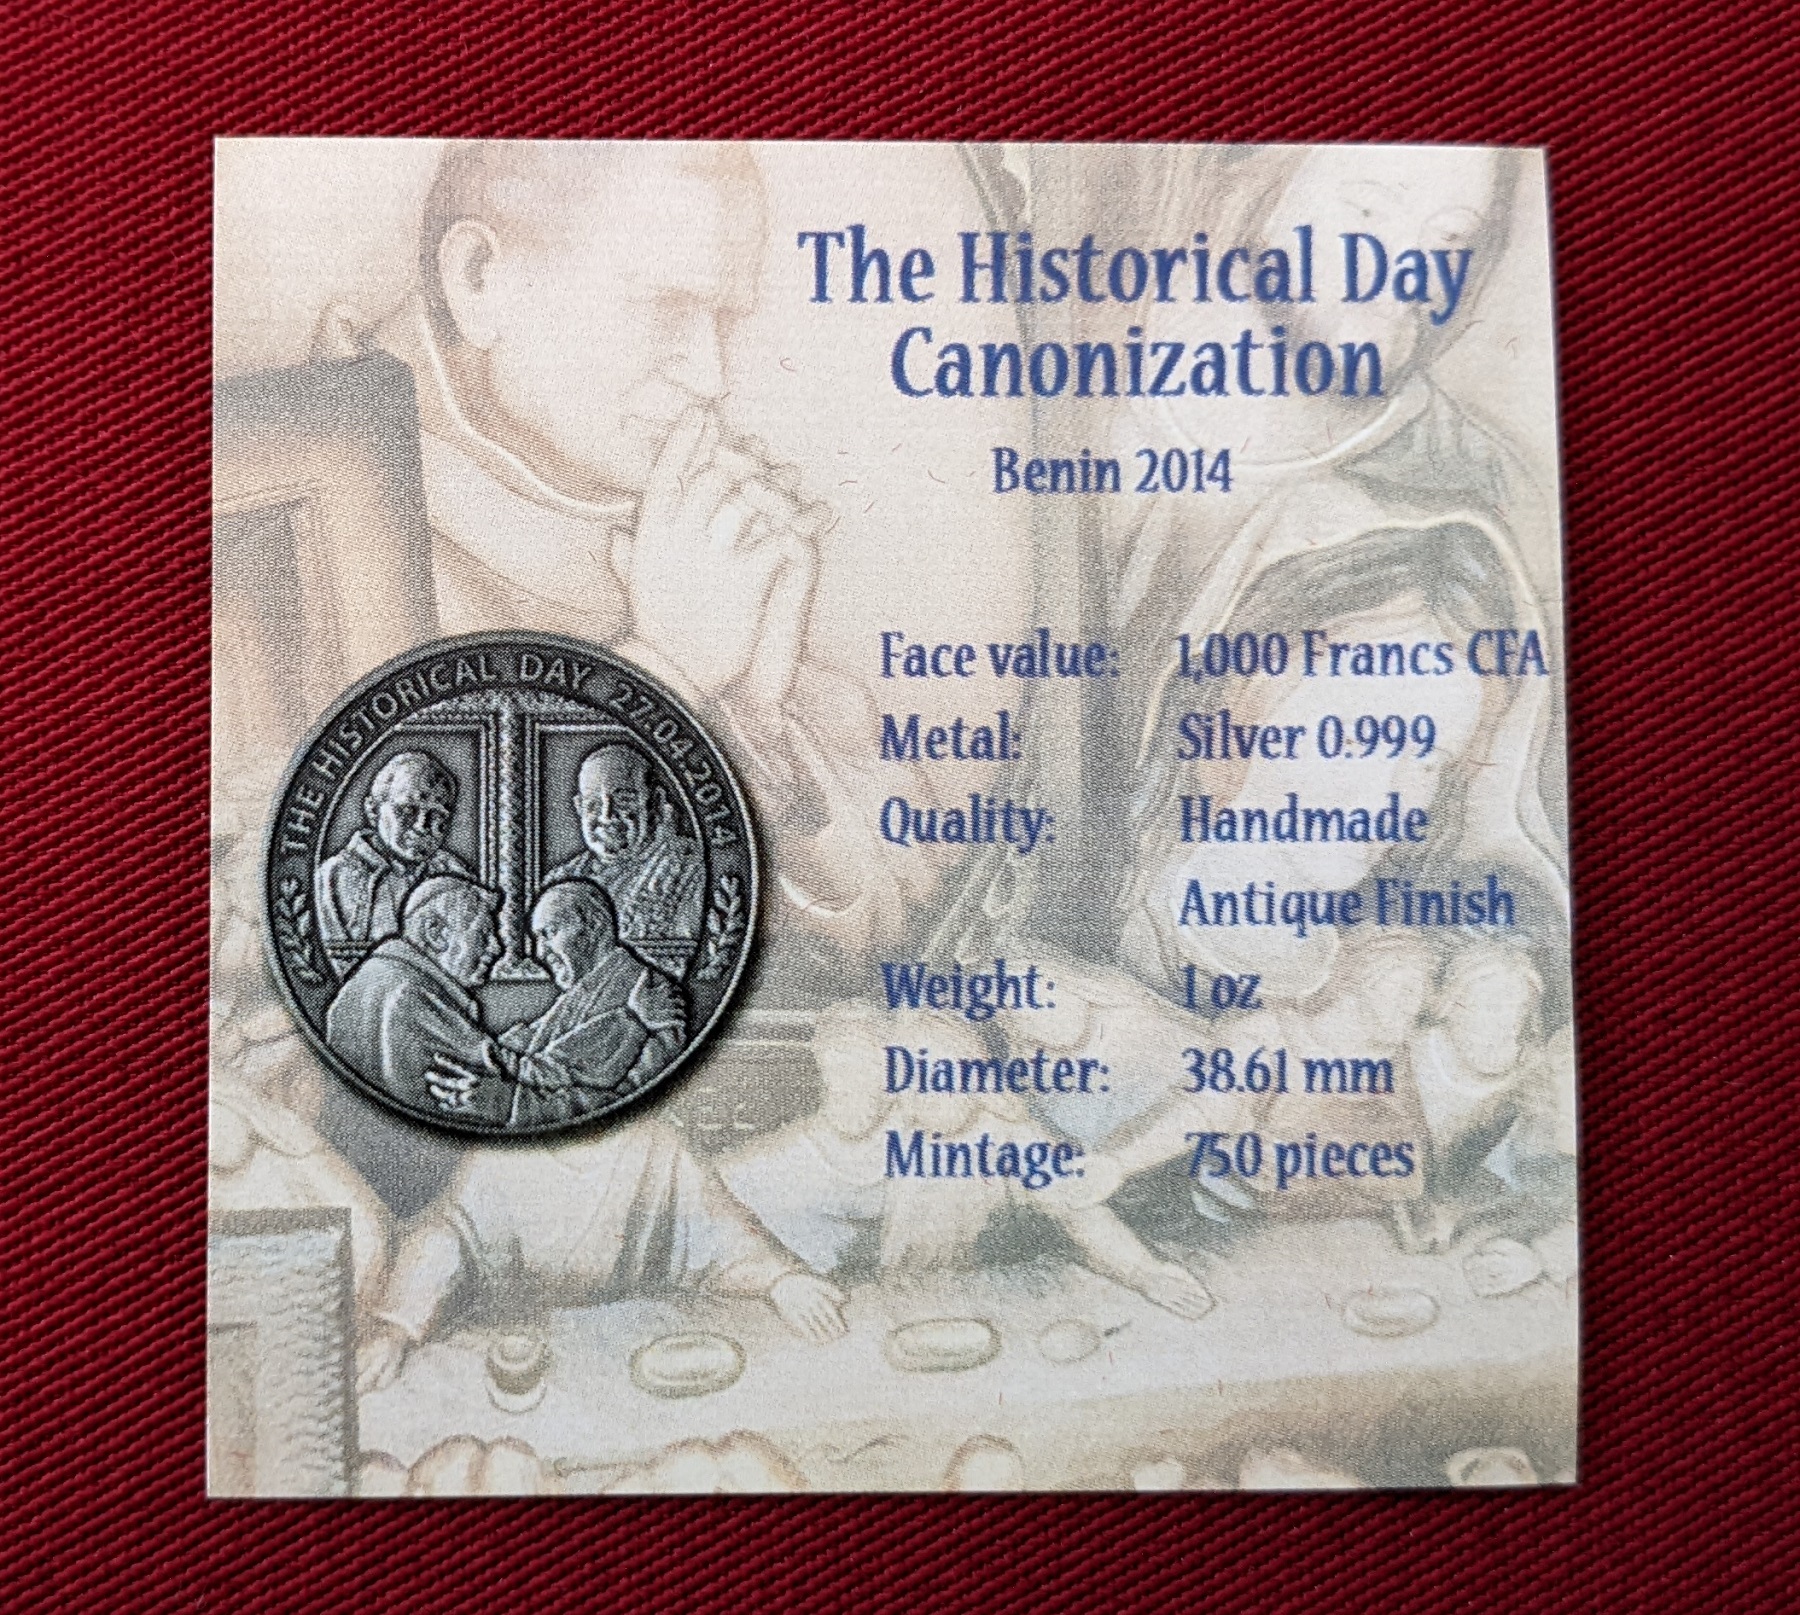 The Historical Day
Canonization
Benin 2014
THE HISTORICAL DAY 27.04.2014
Face value: 1,000 Francs CFA
Metal: Silver 0.999
Quality: Handmade
Antique Finish
Weight: 1 oz
Diameter: 38.61 mm
Mintage: 750 pieces